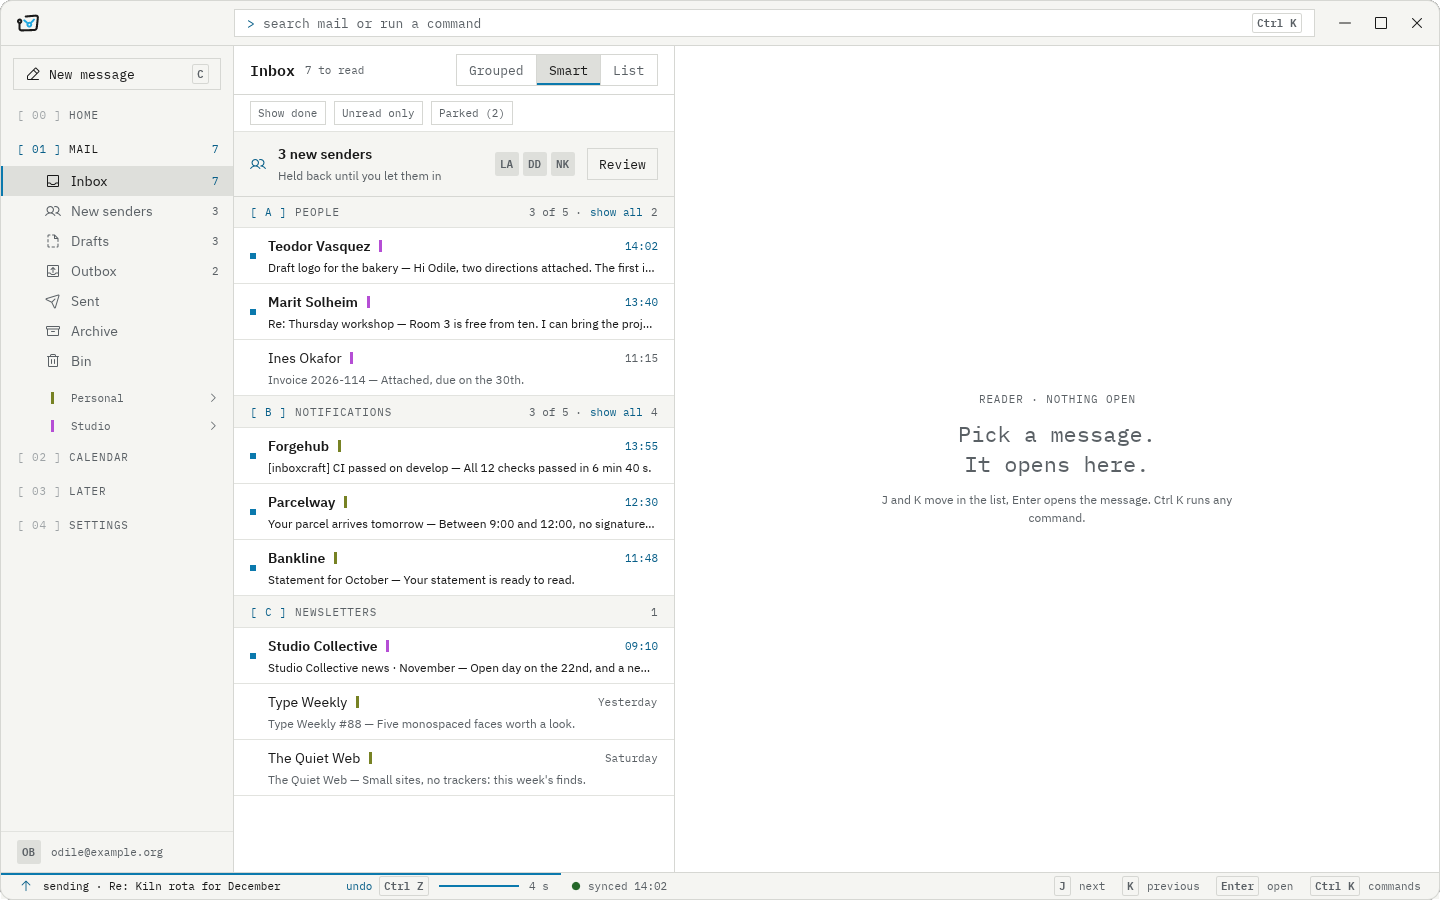 > search mail or run a command Ctrl K
New message C
[ 00 ] HOME
[ 01 ] MAIL 7
Inbox 7
New senders 3
Drafts 3
Outbox 2
Sent
Archive
Bin
Personal
Studio
[ 02 ] CALENDAR
[ 03 ] LATER
[ 04 ] SETTINGS
OB odile@example.org
Inbox 7 to read Grouped Smart List
Show done Unread only Parked (2)
3 new senders
Held back until you let them in
LA DD NK Review
[ A ] PEOPLE 3 of 5 · show all 2
Teodor Vasquez 14:02
Draft logo for the bakery — Hi Odile, two directions attached. The first i…
Marit Solheim 13:40
Re: Thursday workshop — Room 3 is free from ten. I can bring the proj…
Ines Okafor 11:15
Invoice 2026-114 — Attached, due on the 30th.
[ B ] NOTIFICATIONS 3 of 5 · show all 4
Forgehub 13:55
[inboxcraft] CI passed on develop — All 12 checks passed in 6 min 40 s.
Parcelway 12:30
Your parcel arrives tomorrow — Between 9:00 and 12:00, no signature…
Bankline 11:48
Statement for October — Your statement is ready to read.
[ C ] NEWSLETTERS 1
Studio Collective 09:10
Studio Collective news · November — Open day on the 22nd, and a ne…
Type Weekly Yesterday
Type Weekly #88 — Five monospaced faces worth a look.
The Quiet Web Saturday
The Quiet Web — Small sites, no trackers: this week's finds.
READER · NOTHING OPEN
Pick a message.
It opens here.
J and K move in the list, Enter opens the message. Ctrl K runs any
command.
sending · Re: Kiln rota for December undo Ctrl Z 4 s synced 14:02 J next K previous Enter open Ctrl K commands